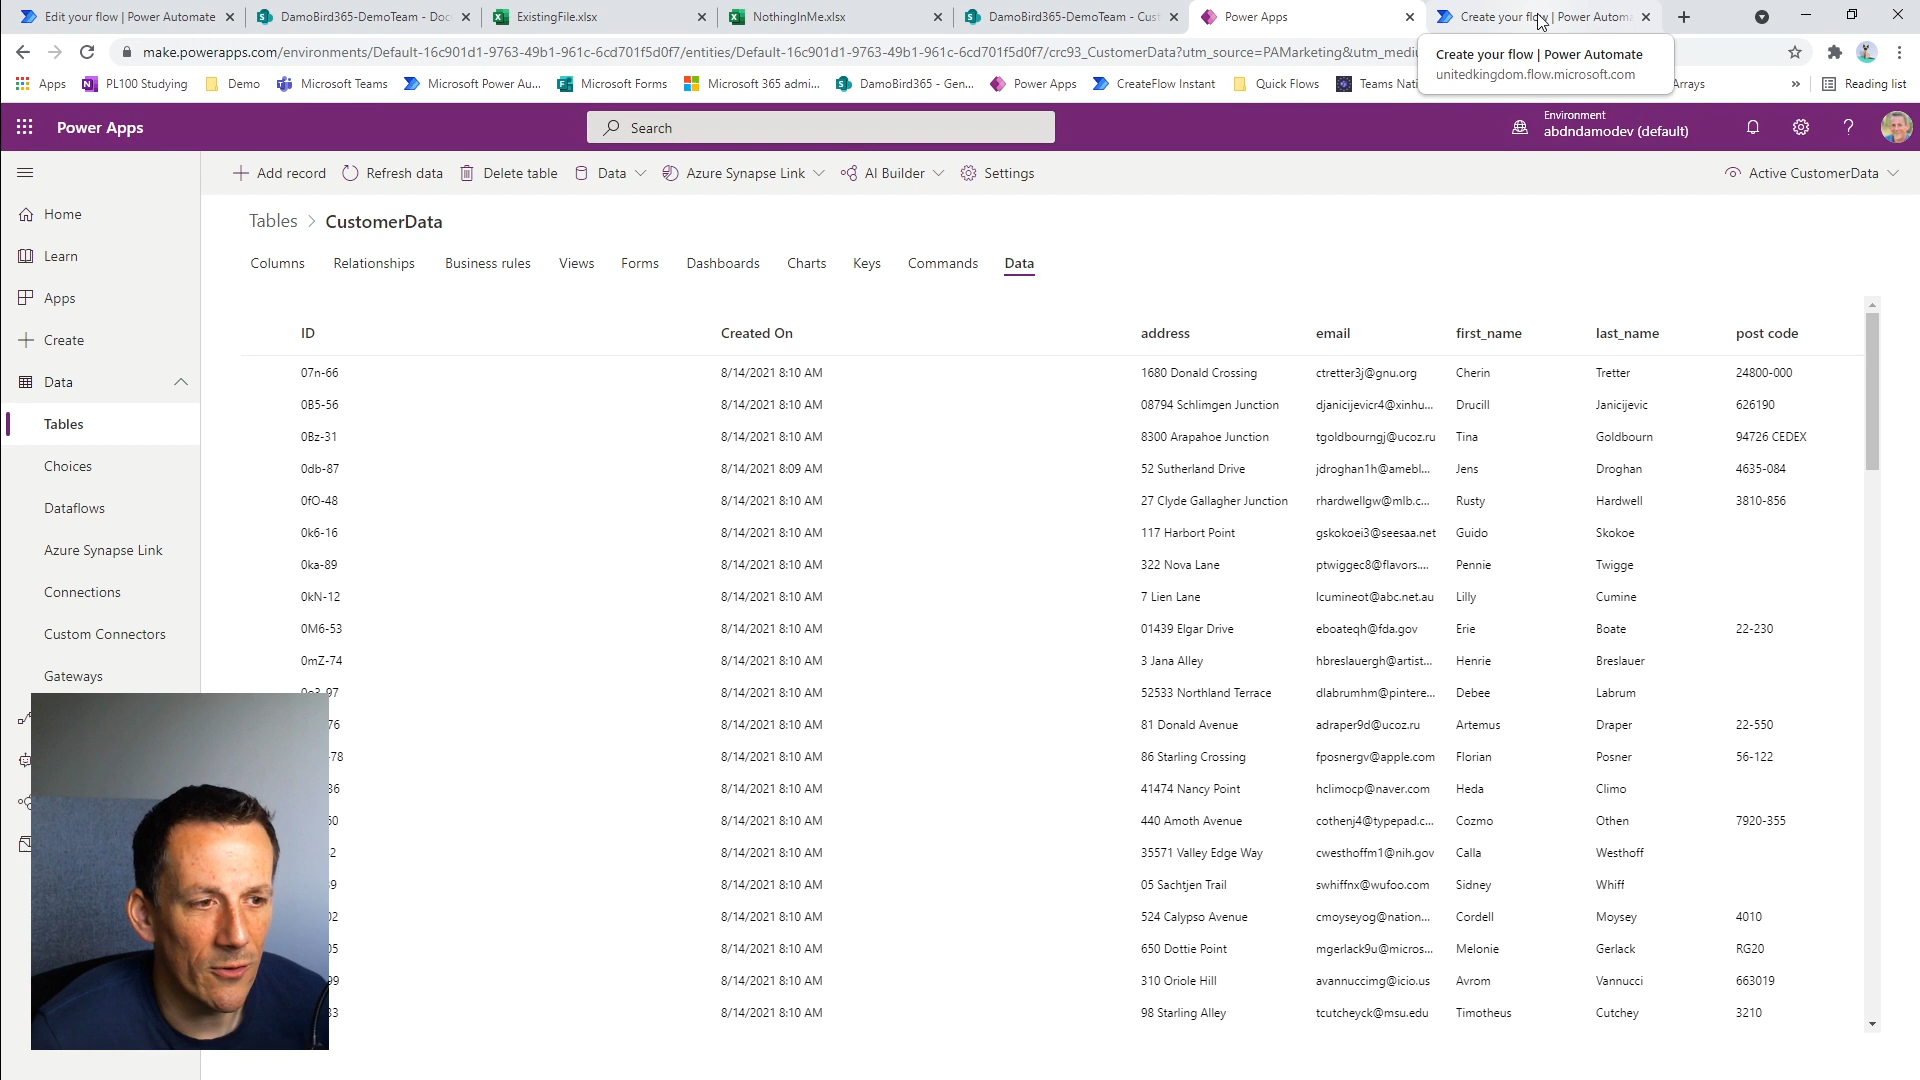 Edit your flow | Power Automate
DamoBird365-DemoTeam - Doc
ExistingFile.xlsx
NothingInMe.xlsx
DamoBird365-DemoTeam - Cust
Power Apps
Create your flow | Power Automa
make.powerapps.com/environments/Default-16c901d1-9763-49b1-961c-6cd701f5d0f7/entities/Default-16c901d1-9763-49b1-961c-6cd701f5d0f7/crc93_CustomerData?utm_source=PAMarketing&utm_mediu
Create your flow | Power Automate
unitedkingdom.flow.microsoft.com
Apps
PL100 Studying
Demo
Microsoft Teams
Microsoft Power Au...
Microsoft Forms
Microsoft 365 admi...
DamoBird365 - Gen...
Power Apps
CreateFlow Instant
Quick Flows
Teams Nati
Arrays
»
Reading list
Power Apps
Search
Environment
abdndamodev (default)
Add record
Refresh data
Delete table
Data
Azure Synapse Link
AI Builder
Settings
Active CustomerData
Home
Learn
Apps
Create
Data
Tables
Choices
Dataflows
Azure Synapse Link
Connections
Custom Connectors
Gateways
Tables > CustomerData
Columns Relationships Business rules Views Forms Dashboards Charts Keys Commands Data
ID Created On address email first_name last_name post code
07n-66 8/14/2021 8:10 AM 1680 Donald Crossing ctretter3j@gnu.org Cherin Tretter 24800-000
0B5-56 8/14/2021 8:10 AM 08794 Schlimgen Junction djanicijevicr4@xinhu... Drucill Janicijevic 626190
0Bz-31 8/14/2021 8:10 AM 8300 Arapahoe Junction tgoldbourngj@ucoz.ru Tina Goldbourn 94726 CEDEX
0db-87 8/14/2021 8:09 AM 52 Sutherland Drive jdroghan1h@amebl... Jens Droghan 4635-084
0fO-48 8/14/2021 8:10 AM 27 Clyde Gallagher Junction rhardwellgw@mlb.c... Rusty Hardwell 3810-856
0k6-16 8/14/2021 8:10 AM 117 Harbort Point gskokoei3@seesaa.net Guido Skokoe
0ka-89 8/14/2021 8:10 AM 322 Nova Lane ptwiggec8@flavors.... Pennie Twigge
0kN-12 8/14/2021 8:10 AM 7 Lien Lane lcumineot@abc.net.au Lilly Cumine
0M6-53 8/14/2021 8:10 AM 01439 Elgar Drive eboateqh@fda.gov Erie Boate 22-230
0mZ-74 8/14/2021 8:10 AM 3 Jana Alley hbreslauergh@artist... Henrie Breslauer
8/14/2021 8:10 AM 52533 Northland Terrace dlabrumhm@pintere... Debee Labrum
76 8/14/2021 8:10 AM 81 Donald Avenue adraper9d@ucoz.ru Artemus Draper 22-550
-78 8/14/2021 8:10 AM 86 Starling Crossing fposnergv@apple.com Florian Posner 56-122
36 8/14/2021 8:10 AM 41474 Nancy Point hclimocp@naver.com Heda Climo
8/14/2021 8:10 AM 440 Amoth Avenue cothenj4@typepad.c... Cozmo Othen 7920-355
2 8/14/2021 8:10 AM 35571 Valley Edge Way cwesthoffm1@nih.gov Calla Westhoff
9 8/14/2021 8:10 AM 05 Sachtjen Trail swhiffnx@wufoo.com Sidney Whiff
02 8/14/2021 8:10 AM 524 Calypso Avenue cmoyseyog@nation... Cordell Moysey 4010
05 8/14/2021 8:10 AM 650 Dottie Point mgerlack9u@micros... Melonie Gerlack RG20
99 8/14/2021 8:10 AM 310 Oriole Hill avannuccimg@icio.us Avrom Vannucci 663019
33 8/14/2021 8:10 AM 98 Starling Alley tcutcheyck@msu.edu Timotheus Cutchey 3210